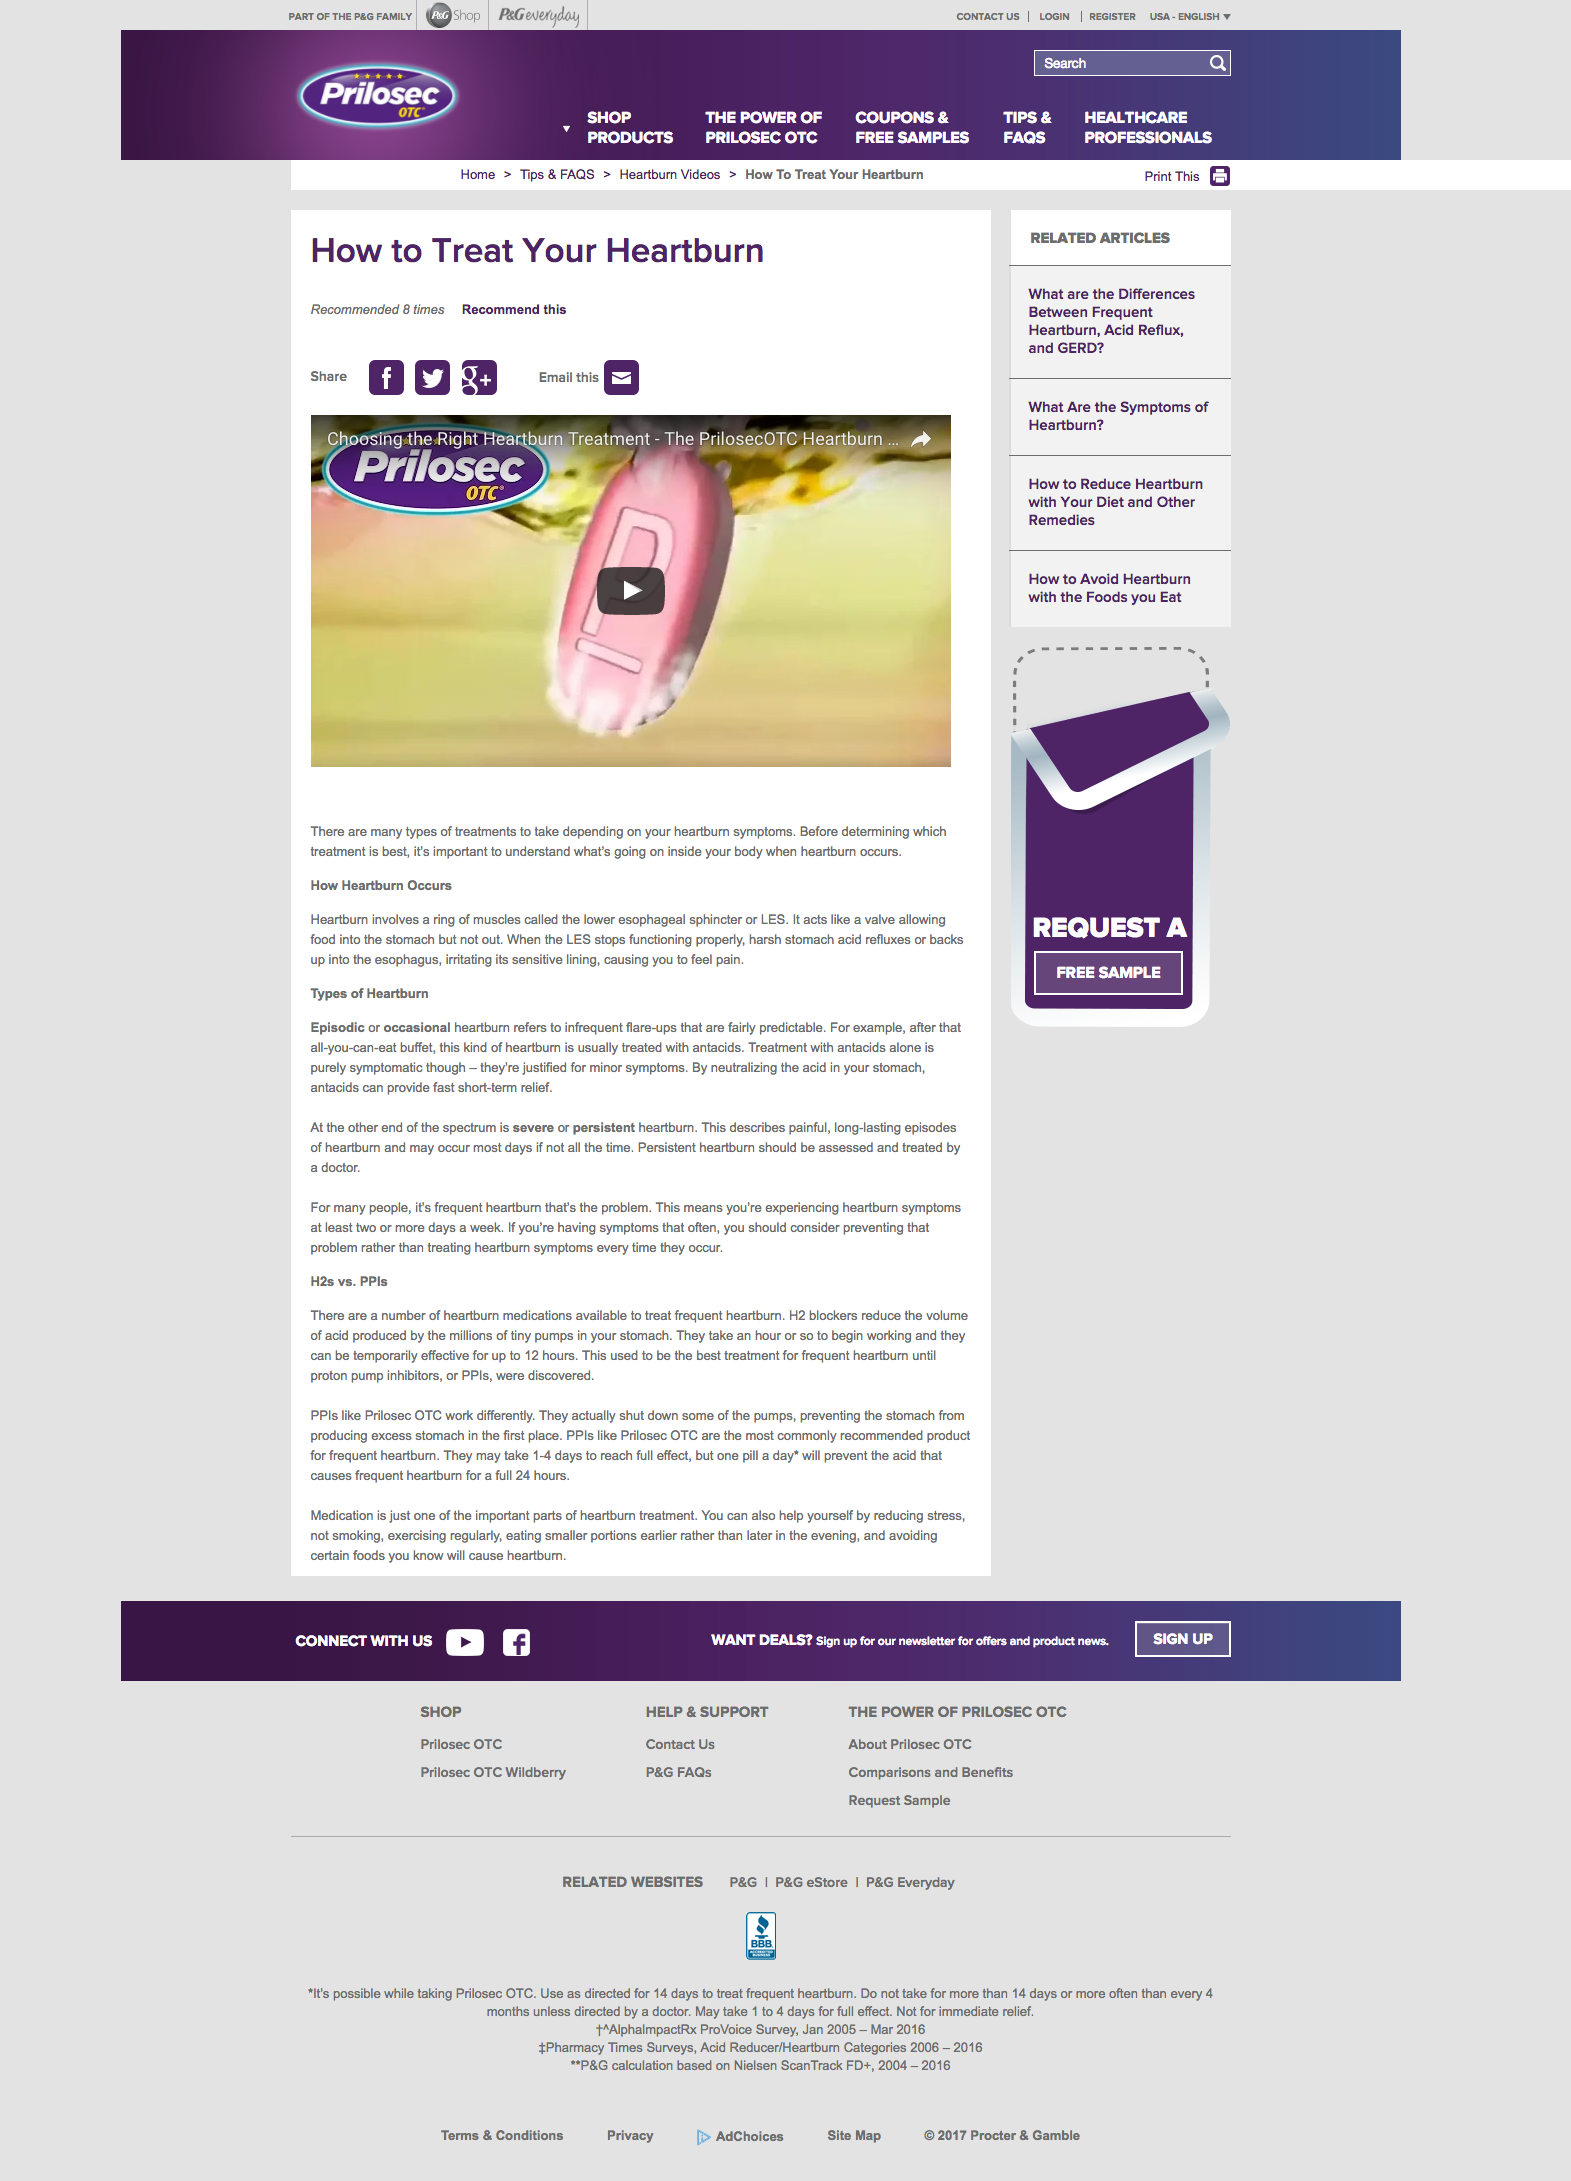 PART OF THE P&G FAMILY
P&G Shop
P&G everyday
CONTACT US | LOGIN | REGISTER USA - ENGLISH ▼
Prilosec
OTC
Search
SHOP PRODUCTS
THE POWER OF PRILOSEC OTC
COUPONS & FREE SAMPLES
TIPS & FAQS
HEALTHCARE PROFESSIONALS
Home > Tips & FAQS > Heartburn Videos > How To Treat Your Heartburn
Print This
How to Treat Your Heartburn
Recommended 8 times Recommend this
Share
Email this
Choosing the Right Heartburn Treatment - The PrilosecOTC Heartburn ...
Prilosec
OTC
P
There are many types of treatments to take depending on your heartburn symptoms. Before determining which
treatment is best, it's important to understand what's going on inside your body when heartburn occurs.
How Heartburn Occurs
Heartburn involves a ring of muscles called the lower esophageal sphincter or LES. It acts like a valve allowing
food into the stomach but not out. When the LES stops functioning properly, harsh stomach acid refluxes or backs
up into the esophagus, irritating its sensitive lining, causing you to feel pain.
Types of Heartburn
Episodic or occasional heartburn refers to infrequent flare-ups that are fairly predictable. For example, after that
all-you-can-eat buffet, this kind of heartburn is usually treated with antacids. Treatment with antacids alone is
purely symptomatic though – they're justified for minor symptoms. By neutralizing the acid in your stomach,
antacids can provide fast short-term relief.
At the other end of the spectrum is severe or persistent heartburn. This describes painful, long-lasting episodes
of heartburn and may occur most days if not all the time. Persistent heartburn should be assessed and treated by
a doctor.
For many people, it's frequent heartburn that's the problem. This means you're experiencing heartburn symptoms
at least two or more days a week. If you're having symptoms that often, you should consider preventing that
problem rather than treating heartburn symptoms every time they occur.
H2s vs. PPIs
There are a number of heartburn medications available to treat frequent heartburn. H2 blockers reduce the volume
of acid produced by the millions of tiny pumps in your stomach. They take an hour or so to begin working and they
can be temporarily effective for up to 12 hours. This used to be the best treatment for frequent heartburn until
proton pump inhibitors, or PPIs, were discovered.
PPIs like Prilosec OTC work differently. They actually shut down some of the pumps, preventing the stomach from
producing excess stomach in the first place. PPIs like Prilosec OTC are the most commonly recommended product
for frequent heartburn. They may take 1-4 days to reach full effect, but one pill a day* will prevent the acid that
causes frequent heartburn for a full 24 hours.
Medication is just one of the important parts of heartburn treatment. You can also help yourself by reducing stress,
not smoking, exercising regularly, eating smaller portions earlier rather than later in the evening, and avoiding
certain foods you know will cause heartburn.
RELATED ARTICLES
What are the Differences
Between Frequent
Heartburn, Acid Reflux,
and GERD?
What Are the Symptoms of
Heartburn?
How to Reduce Heartburn
with Your Diet and Other
Remedies
How to Avoid Heartburn
with the Foods you Eat
REQUEST A
FREE SAMPLE
CONNECT WITH US
WANT DEALS? Sign up for our newsletter for offers and product news.
SIGN UP
SHOP
Prilosec OTC
Prilosec OTC Wildberry
HELP & SUPPORT
Contact Us
P&G FAQs
THE POWER OF PRILOSEC OTC
About Prilosec OTC
Comparisons and Benefits
Request Sample
RELATED WEBSITES P&G | P&G eStore | P&G Everyday
BBB
ACCREDITED
BUSINESS
*It's possible while taking Prilosec OTC. Use as directed for 14 days to treat frequent heartburn. Do not take for more than 14 days or more often than every 4
months unless directed by a doctor. May take 1 to 4 days for full effect. Not for immediate relief.
†^AlphaImpactRx ProVoice Survey, Jan 2005 – Mar 2016
‡Pharmacy Times Surveys, Acid Reducer/Heartburn Categories 2006 – 2016
**P&G calculation based on Nielsen ScanTrack FD+, 2004 – 2016
Terms & Conditions Privacy AdChoices Site Map © 2017 Procter & Gamble